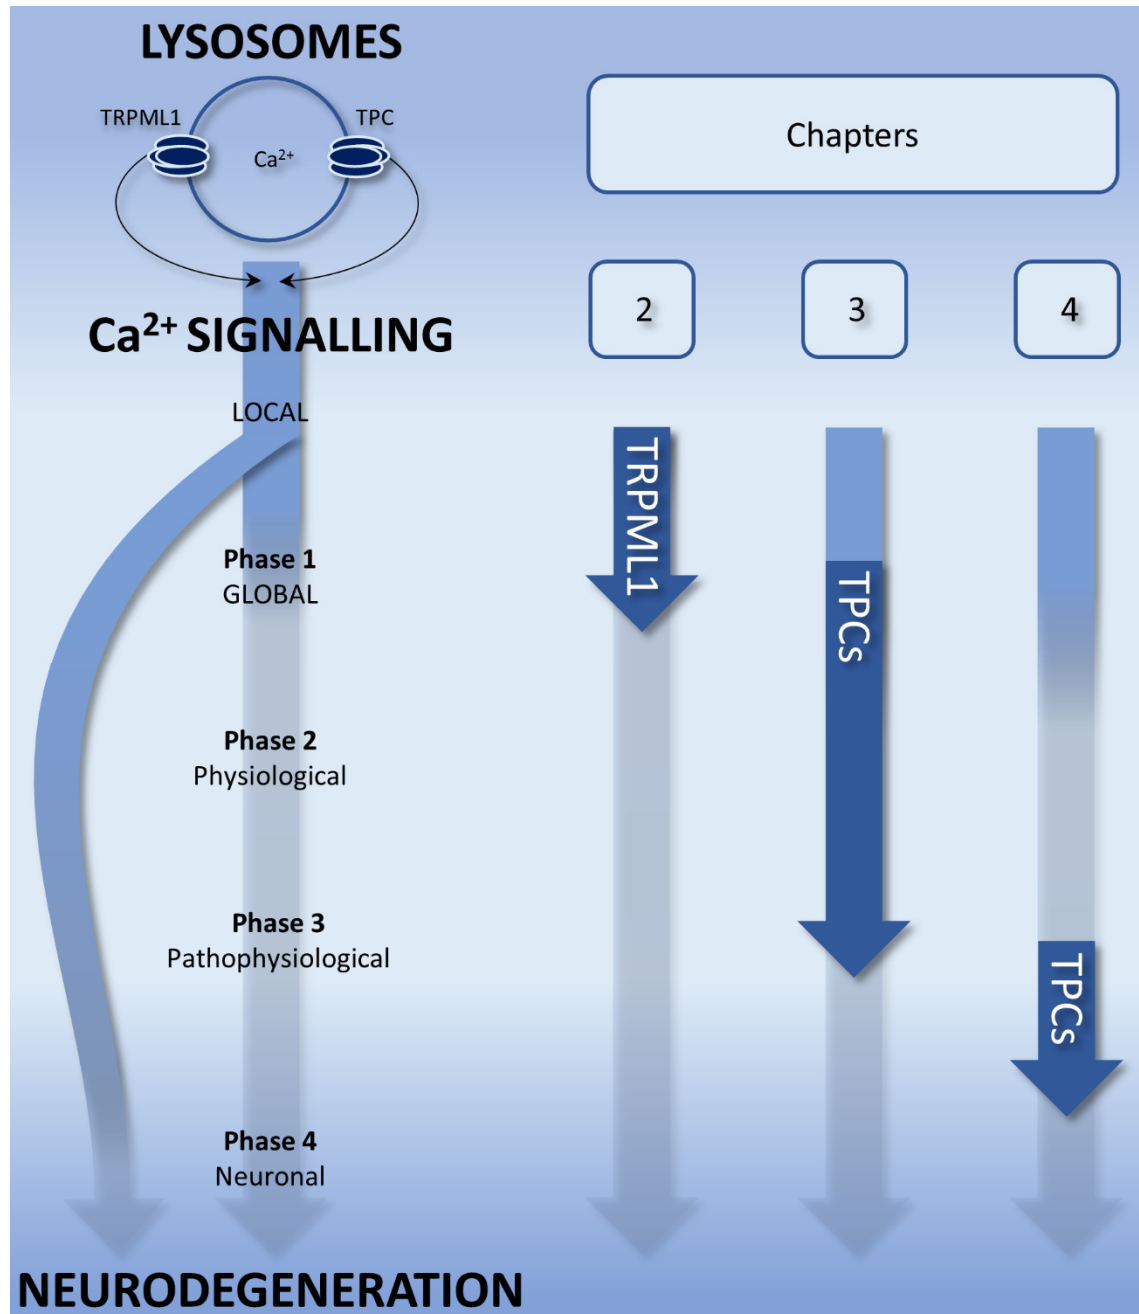 LYSOSOMES
TRPML1
TPC
Ca²⁺
Ca²⁺ SIGNALLING
LOCAL
Phase 1
GLOBAL
Phase 2
Physiological
Phase 3
Pathophysiological
Phase 4
Neuronal
NEURODEGENERATION
Chapters
2
3
4
TRPML1
TPCs
TPCs